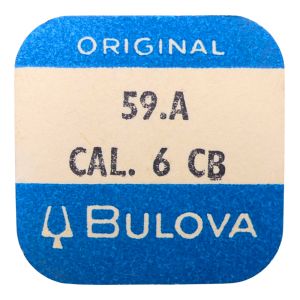 ORIGINAL
59.A
CAL. 6 CB
BULOVA